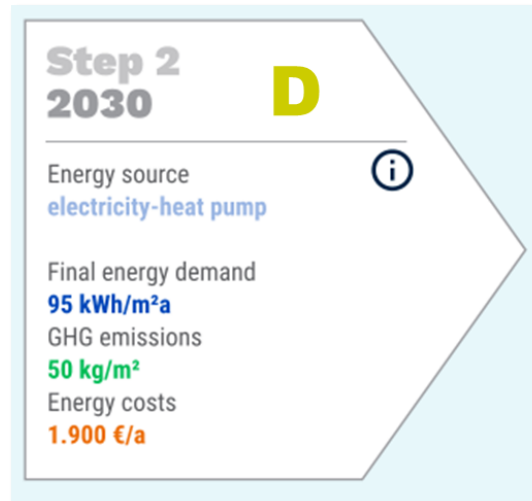 Step 2
2030
D
Energy source
electricity-heat pump
Final energy demand
95 kWh/m²a
GHG emissions
50 kg/m²
Energy costs
1.900 €/a